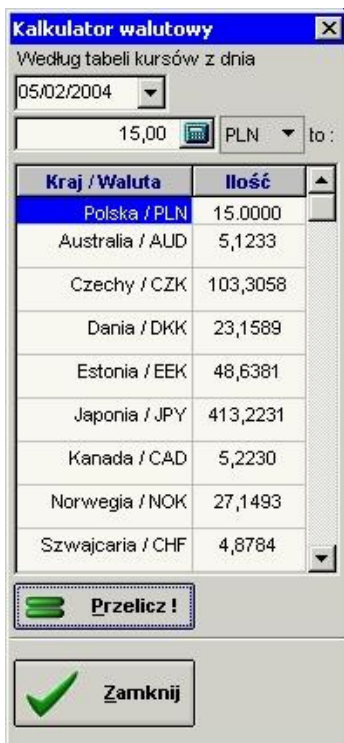 Kalkulator walutowy
Według tabeli kursów z dnia
05/02/2004
15,00 PLN to :
Kraj / Waluta Ilość
Polska / PLN 15.0000
Australia / AUD 5,1233
Czechy / CZK 103,3058
Dania / DKK 23,1589
Estonia / EEK 48,6381
Japonia / JPY 413,2231
Kanada / CAD 5,2230
Norwegia / NOK 27,1493
Szwajcaria / CHF 4,8784
Przelicz !
Zamknij